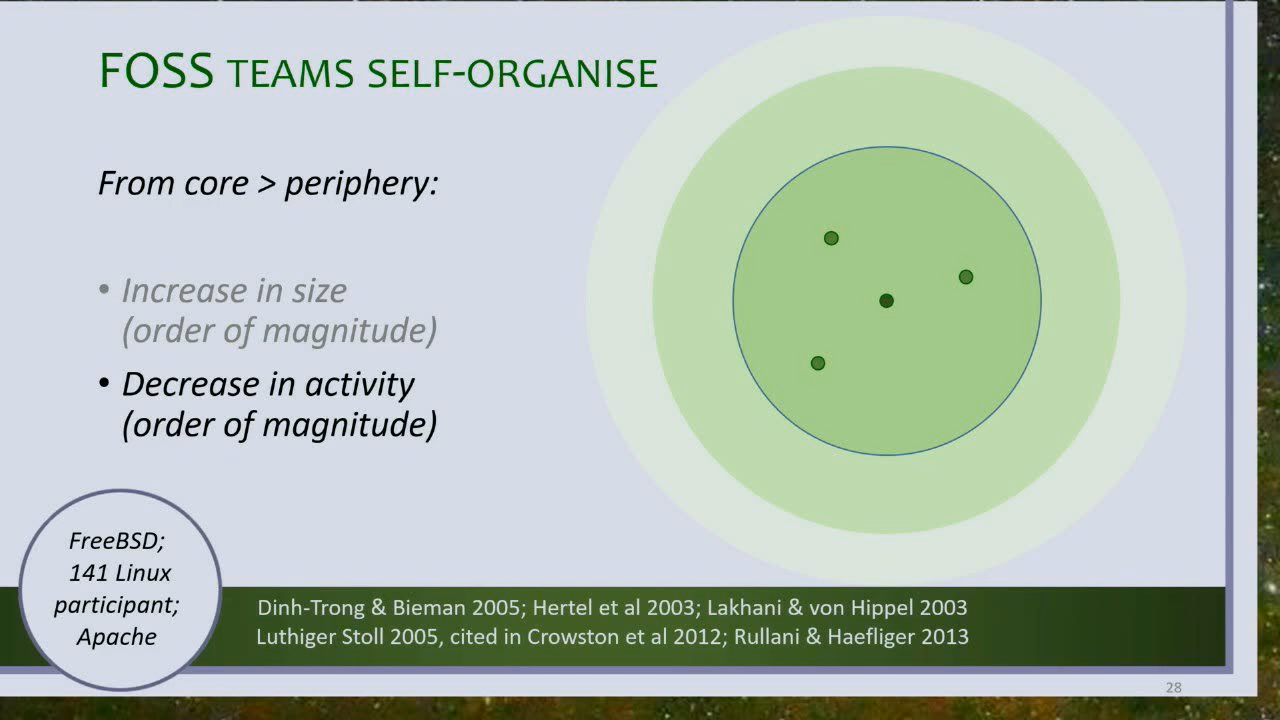 FOSS TEAMS SELF-ORGANISE
From core > periphery:
• Increase in size
(order of magnitude)
• Decrease in activity
(order of magnitude)
FreeBSD;
141 Linux
participant;
Apache
Dinh-Trong & Bieman 2005; Hertel et al 2003; Lakhani & von Hippel 2003
Luthiger Stoll 2005, cited in Crowston et al 2012; Rullani & Haefliger 2013
28